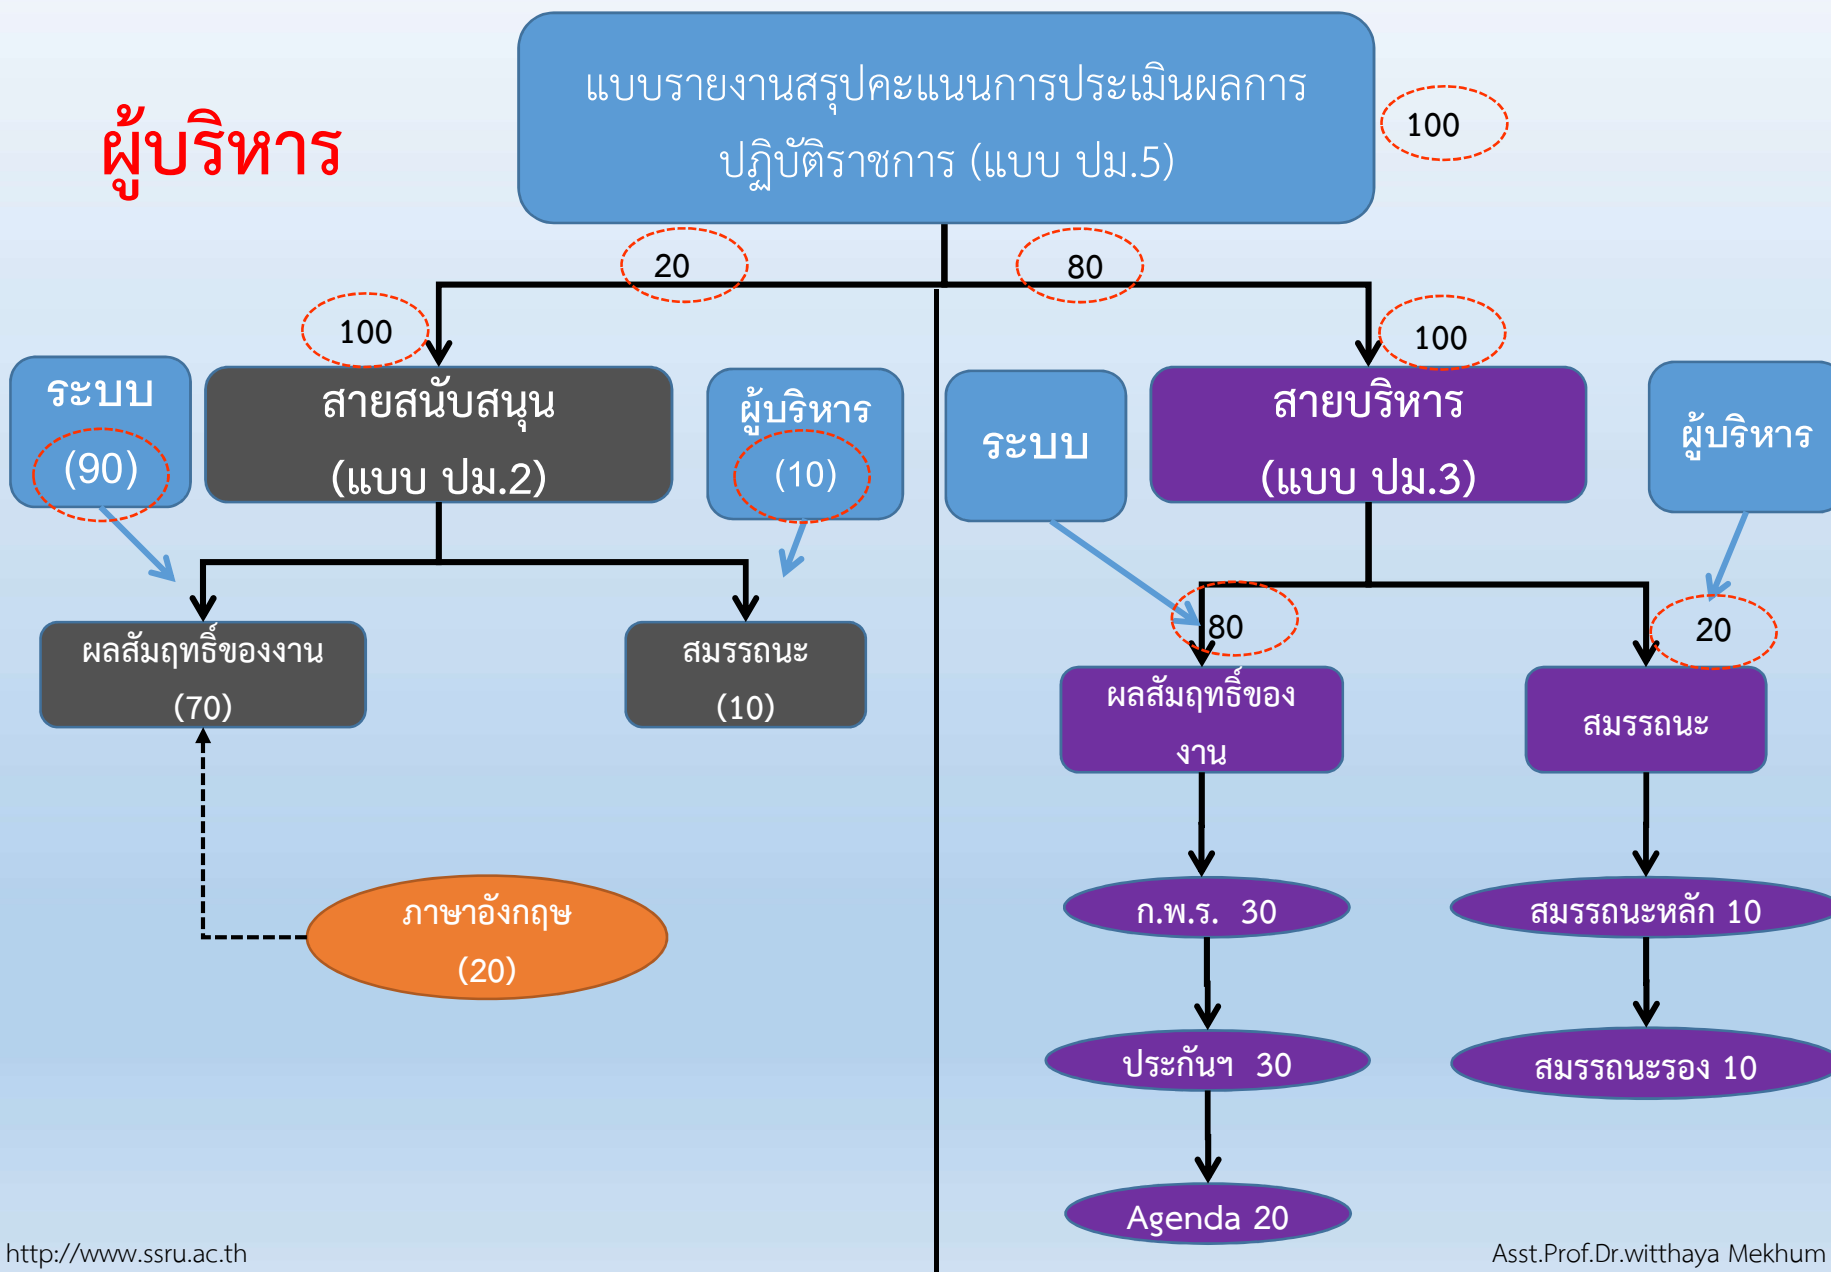 แบบรายงานสรุปคะแนนการประเมินผลการ
ปฏิบัติราชการ (แบบ ปม.5)
100
ผู้บริหาร
20
80
100
100
ระบบ
(90)
สายสนับสนุน
(แบบ ปม.2)
ผู้บริหาร
(10)
ระบบ
สายบริหาร
(แบบ ปม.3)
ผู้บริหาร
ผลสัมฤทธิ์ของงาน
(70)
สมรรถนะ
(10)
80
20
ผลสัมฤทธิ์ของ
งาน
สมรรถนะ
ภาษาอังกฤษ
(20)
ก.พ.ร. 30
สมรรถนะหลัก 10
ประกันฯ 30
สมรรถนะรอง 10
Agenda 20
http://www.ssru.ac.th
Asst.Prof.Dr.witthaya Mekhum